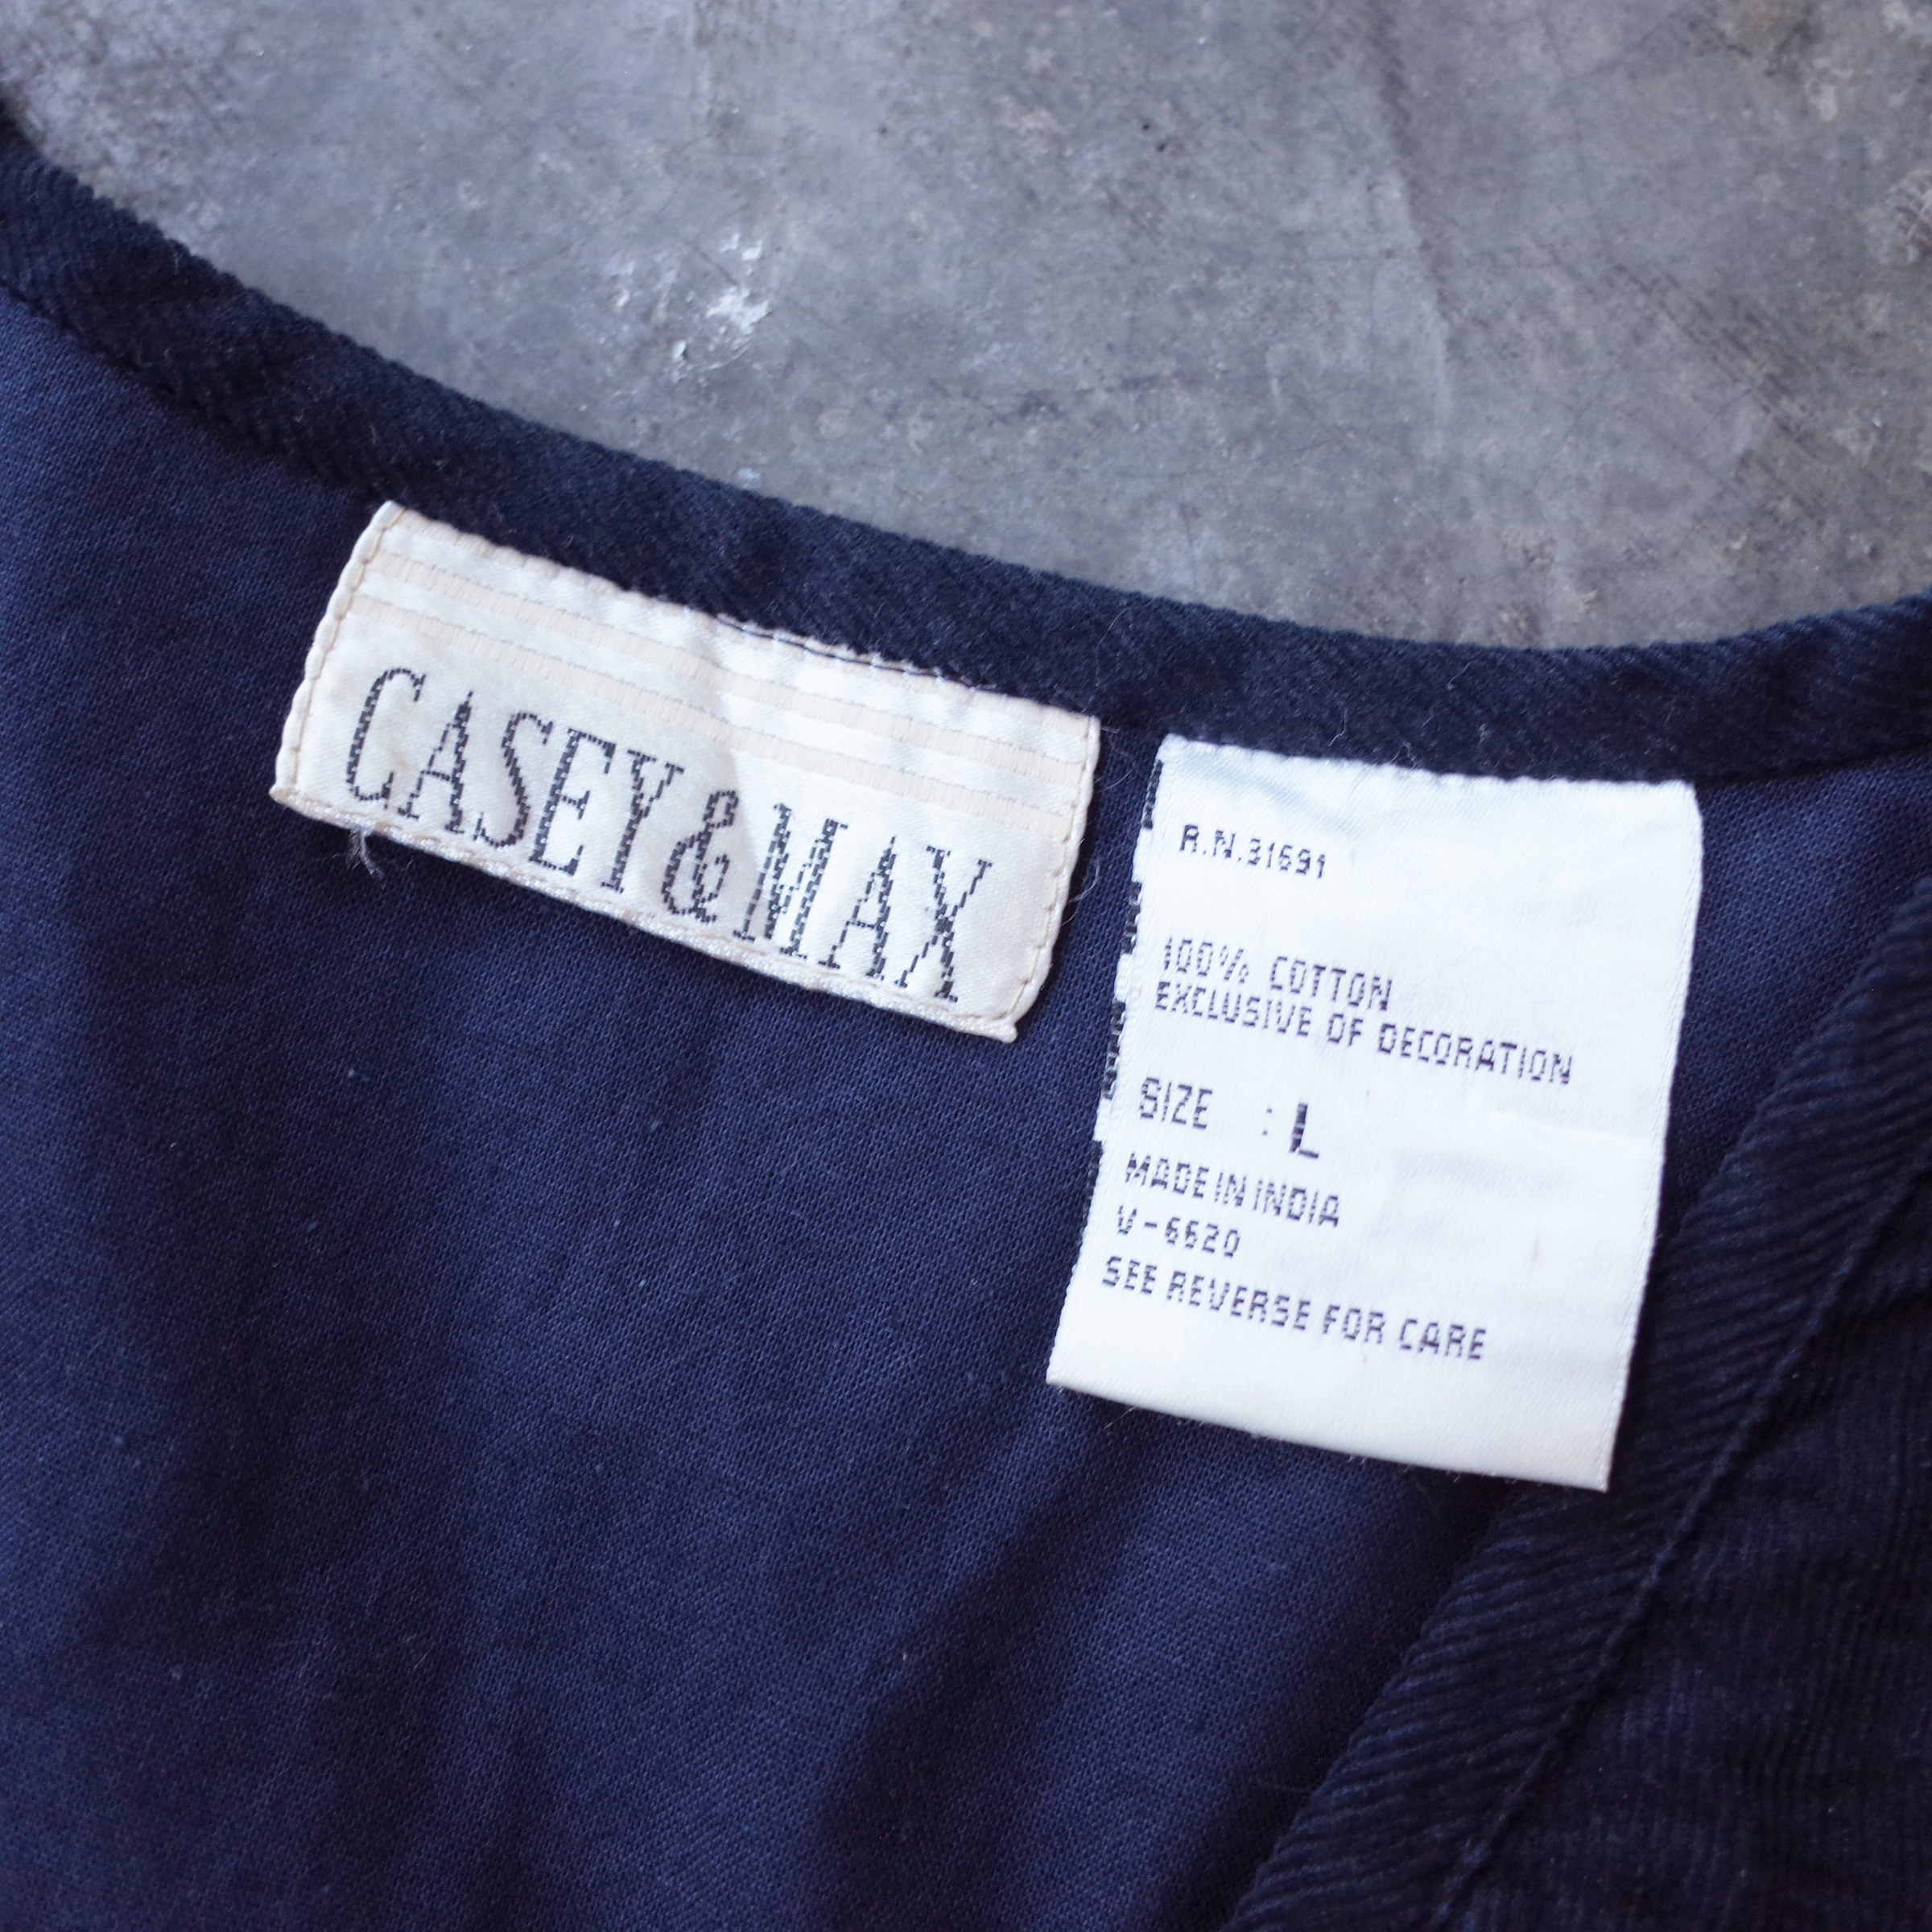 CASEY & MAX
R.N.31691
100% COTTON
EXCLUSIVE OF DECORATION
SIZE : L
MADE IN INDIA
V-6620
SEE REVERSE FOR CARE